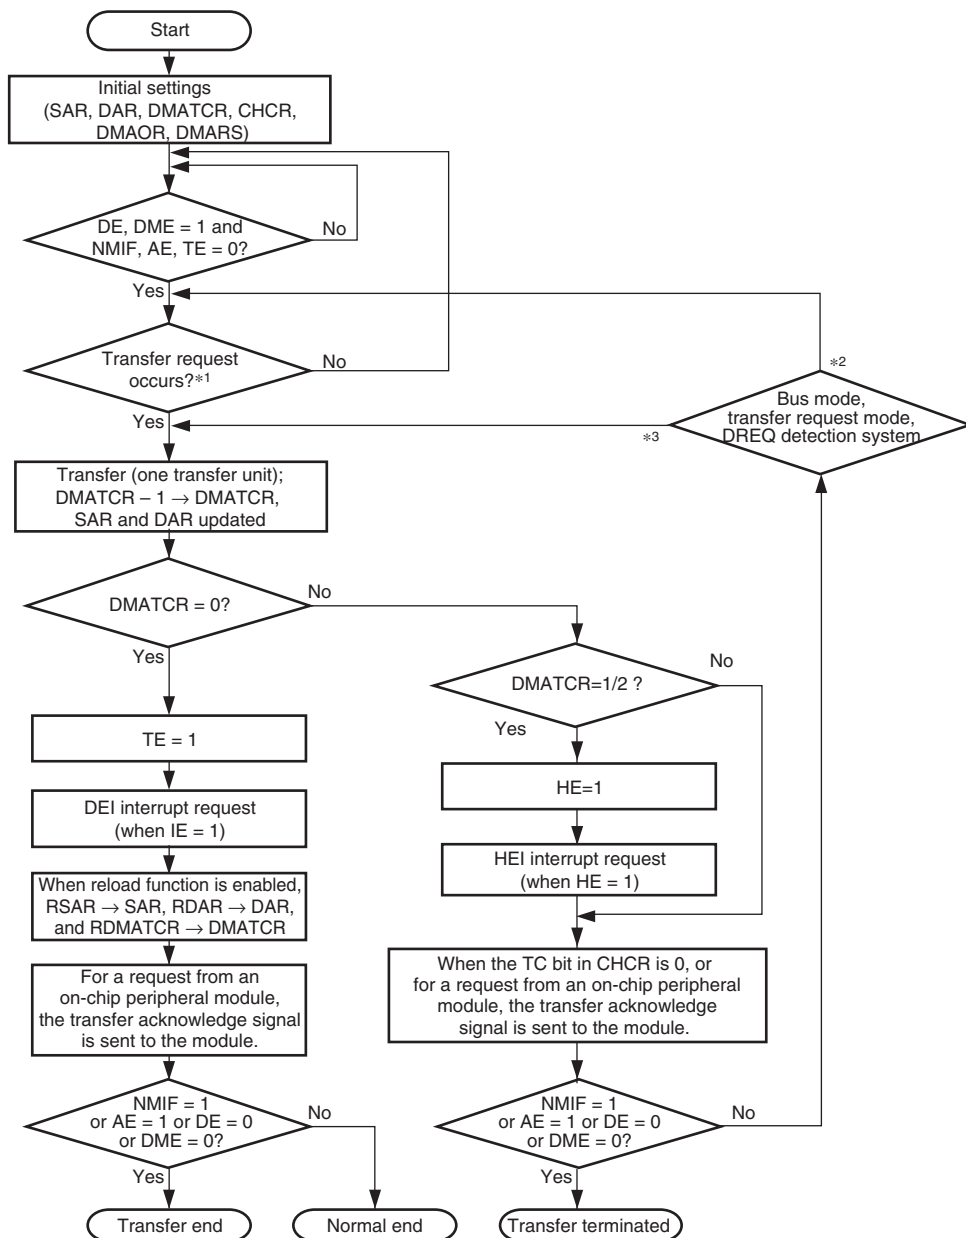 Start
Initial settings
(SAR, DAR, DMATCR, CHCR,
DMAOR, DMARS)
DE, DME = 1 and
NMIF, AE, TE = 0?
No
Yes
Transfer request
occurs?*1
No
Yes
*2
Bus mode,
transfer request mode,
DREQ detection system
*3
Transfer (one transfer unit);
DMATCR – 1 → DMATCR,
SAR and DAR updated
DMATCR = 0?
No
Yes
DMATCR=1/2 ?
No
Yes
TE = 1
HE=1
DEI interrupt request
(when IE = 1)
HEI interrupt request
(when HE = 1)
When reload function is enabled,
RSAR → SAR, RDAR → DAR,
and RDMATCR → DMATCR
When the TC bit in CHCR is 0, or
for a request from an on-chip peripheral
module, the transfer acknowledge
signal is sent to the module.
For a request from an
on-chip peripheral module,
the transfer acknowledge signal
is sent to the module.
NMIF = 1
or AE = 1 or DE = 0
or DME = 0?
No
Yes
NMIF = 1
or AE = 1 or DE = 0
or DME = 0?
No
Yes
Transfer end
Normal end
Transfer terminated